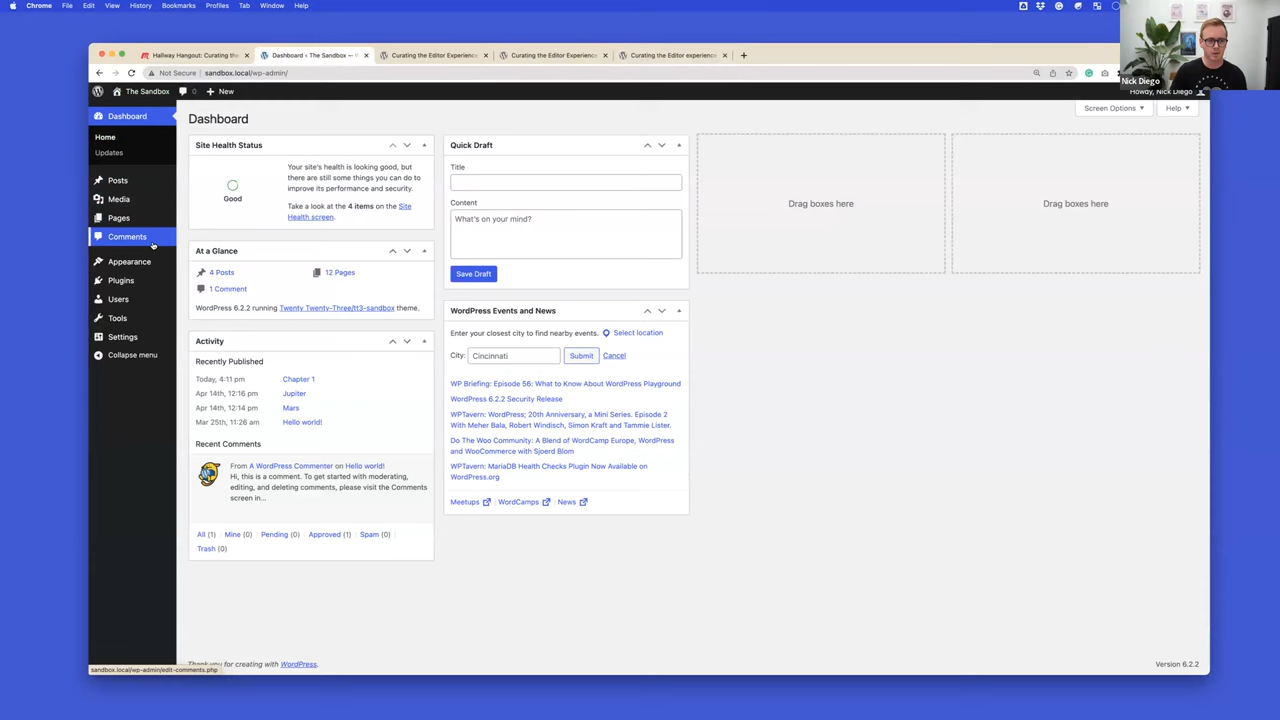 Chrome File Edit View History Bookmarks Profiles Tab Window Help
Hallway Hangout: Curating the
Dashboard ‹ The Sandbox —
Curating the Editor Experience
Curating the Editor Experience
Curating the Editor Experience
Not Secure sandbox.local/wp-admin/
Nick Diego
The Sandbox 0 New
Howdy, Nick Diego
Screen Options
Help
Dashboard
Home
Updates
Posts
Media
Pages
Comments
Appearance
Plugins
Users
Tools
Settings
Collapse menu
Dashboard
Site Health Status
Good
Your site's health is looking good, but
there are still some things you can do to
improve its performance and security.
Take a look at the 4 items on the Site
Health screen.
At a Glance
4 Posts
12 Pages
1 Comment
WordPress 6.2.2 running Twenty Twenty-Three/tt3-sandbox theme.
Activity
Recently Published
Today, 4:11 pm Chapter 1
Apr 14th, 12:16 pm Jupiter
Apr 14th, 12:14 pm Mars
Mar 25th, 11:26 am Hello world!
Recent Comments
From A WordPress Commenter on Hello world!
Hi, this is a comment. To get started with moderating,
editing, and deleting comments, please visit the Comments
screen in...
All (1) | Mine (0) | Pending (0) | Approved (1) | Spam (0) |
Trash (0)
Quick Draft
Title
Content
What's on your mind?
Save Draft
WordPress Events and News
Enter your closest city to find nearby events. Select location
City: Cincinnati Submit Cancel
WP Briefing: Episode 56: What to Know About WordPress Playground
WordPress 6.2.2 Security Release
WPTavern: WordPress; 20th Anniversary, a Mini Series. Episode 2
With Meher Bala, Robert Windisch, Simon Kraft and Tammie Lister.
Do The Woo Community: A Blend of WordCamp Europe, WordPress
and WooCommerce with Sjoerd Blom
WPTavern: MariaDB Health Checks Plugin Now Available on
WordPress.org
Meetups | WordCamps | News
Drag boxes here
Drag boxes here
Thank you for creating with WordPress.
Version 6.2.2
sandbox.local/wp-admin/edit-comments.php